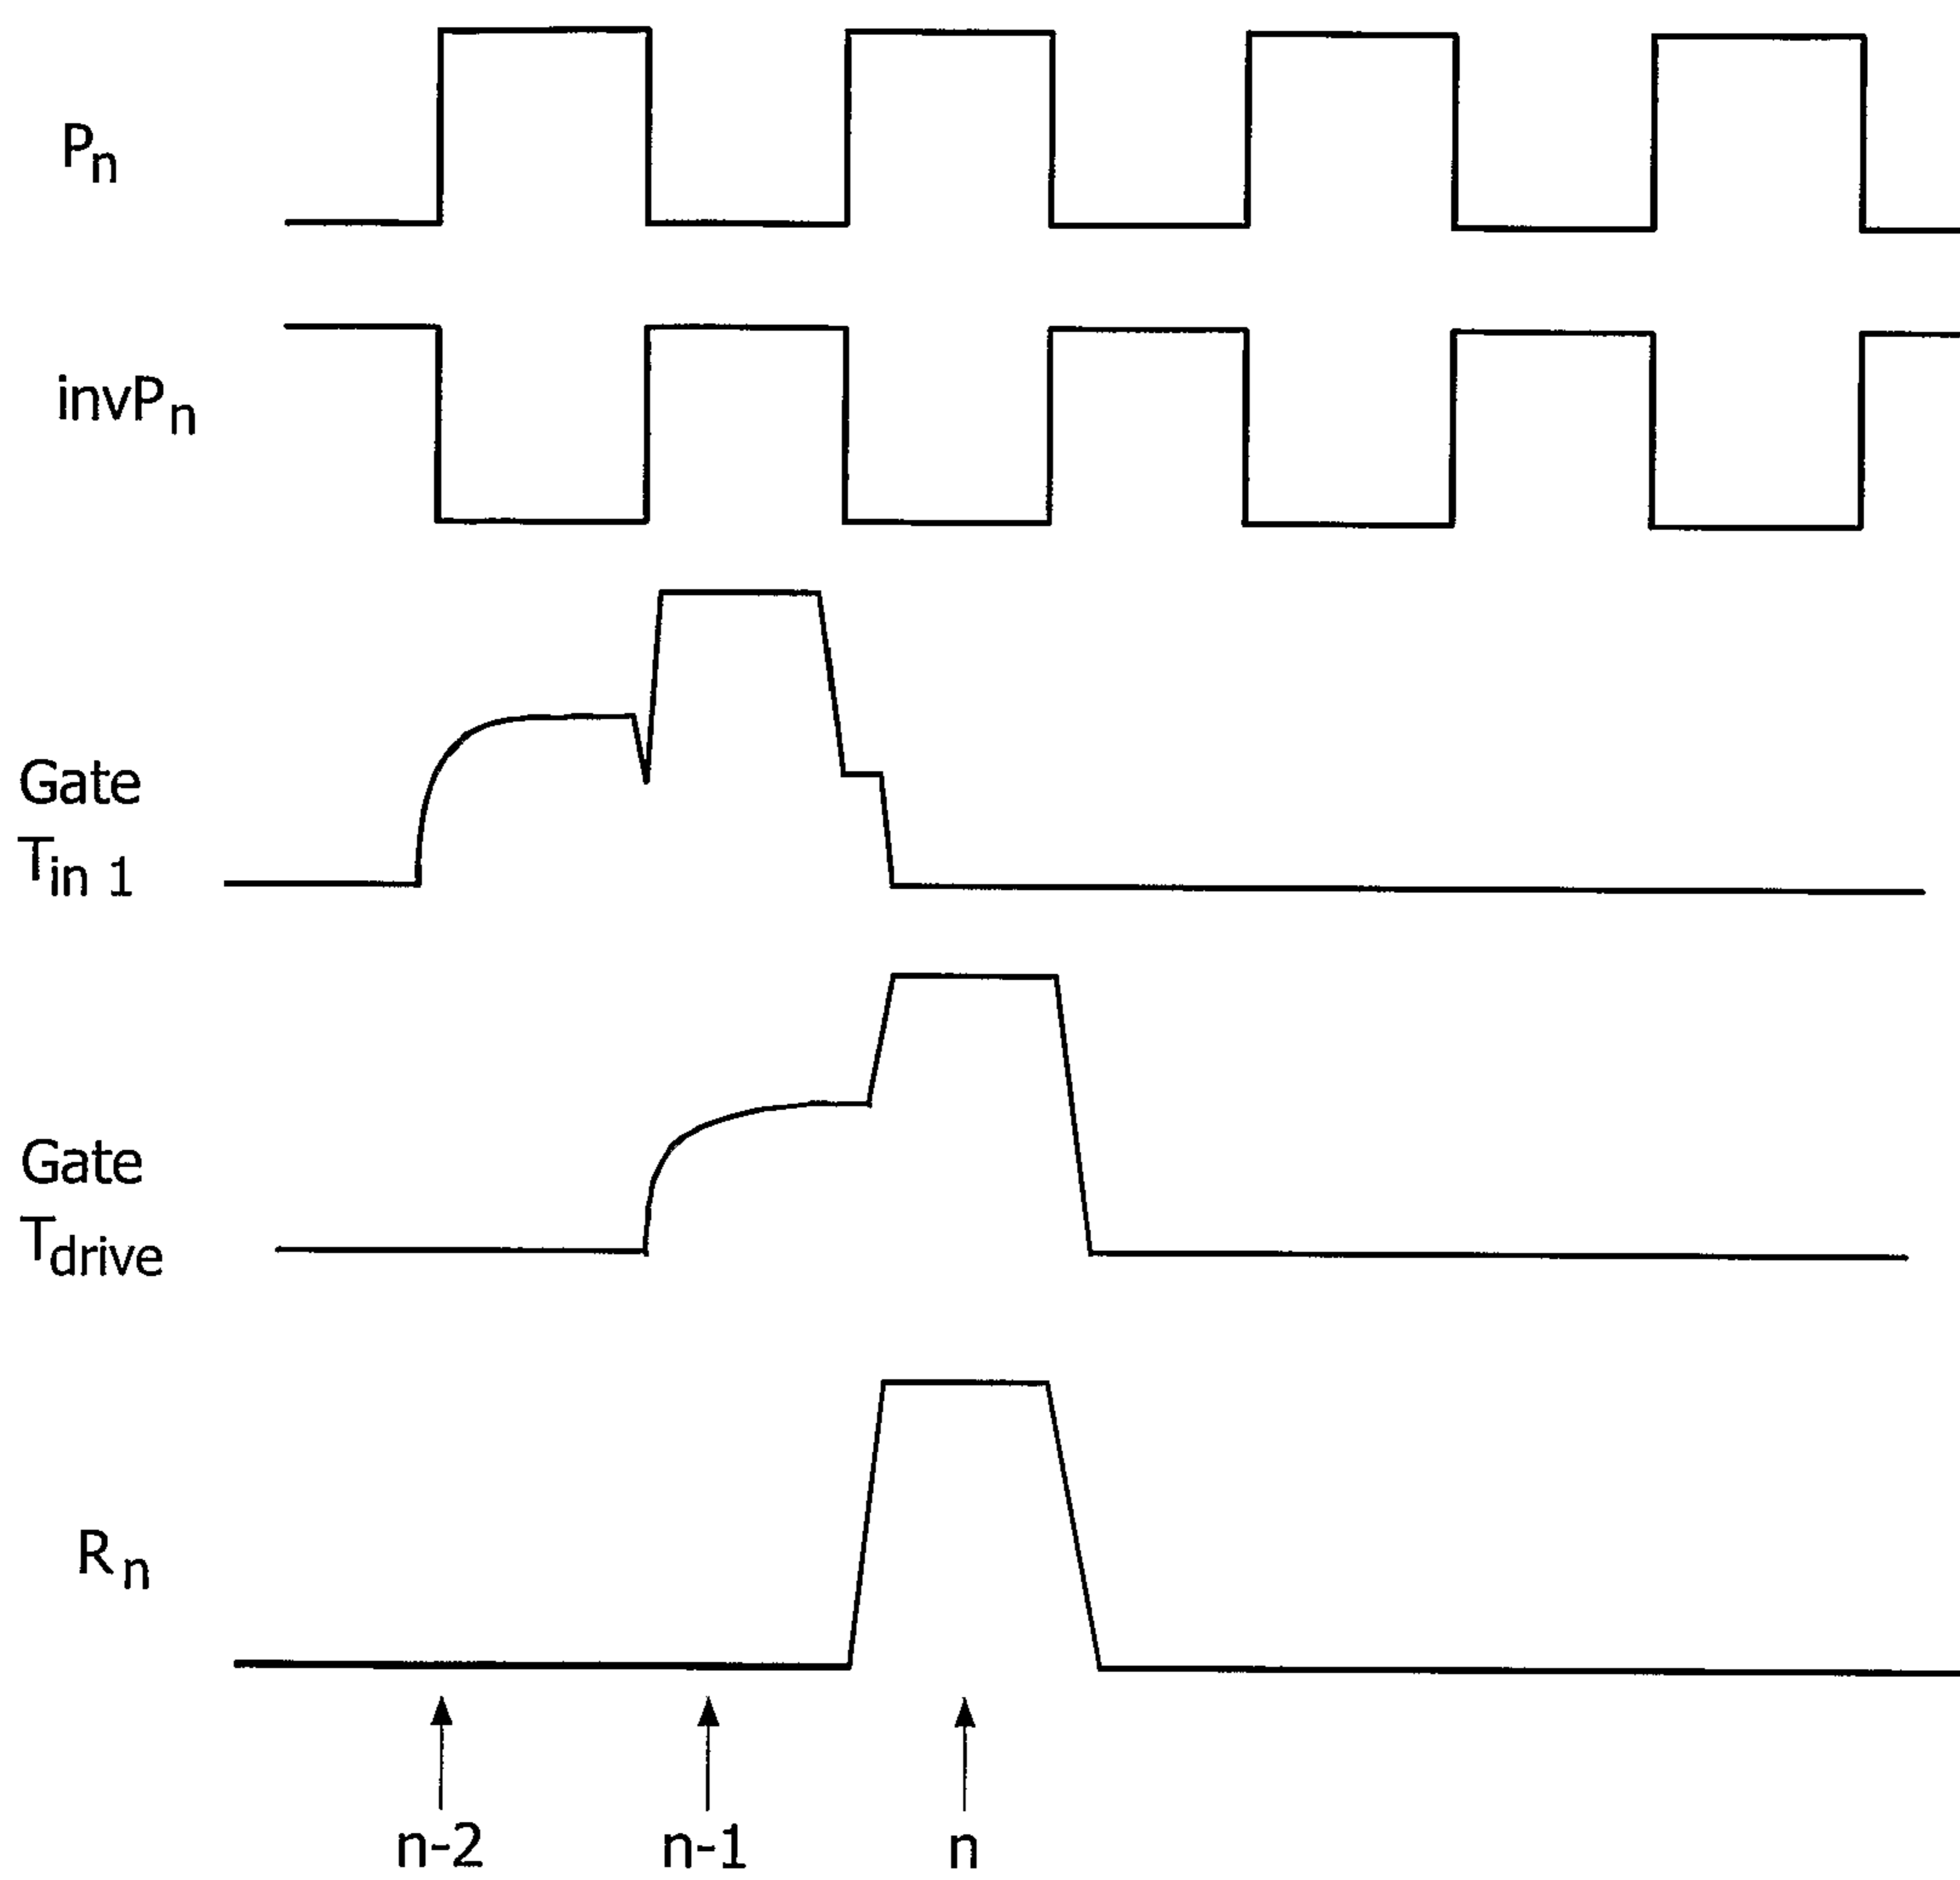 Pn
invPn
Gate
Tin 1
Gate
Tdrive
Rn
n-2 n-1 n